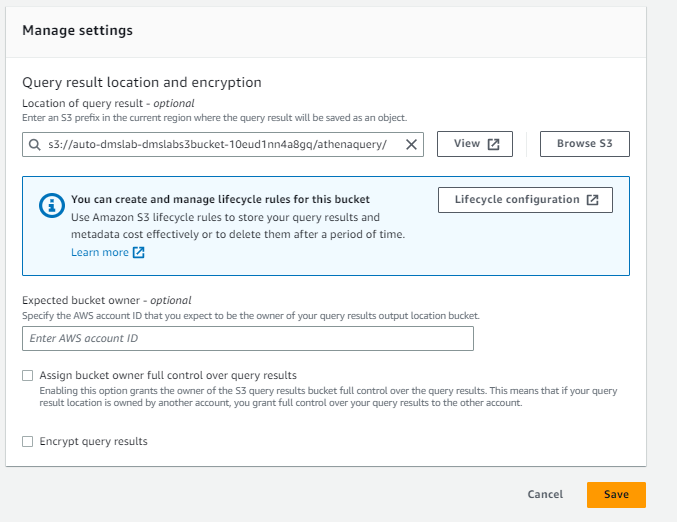 Manage settings
Query result location and encryption
Location of query result - optional
Enter an S3 prefix in the current region where the query result will be saved as an object.
s3://auto-dmslab-dmslabs3bucket-10eud1nn4a8gq/athenaquery/
View
Browse S3
You can create and manage lifecycle rules for this bucket
Lifecycle configuration
Use Amazon S3 lifecycle rules to store your query results and
metadata cost effectively or to delete them after a period of time.
Learn more
Expected bucket owner - optional
Specify the AWS account ID that you expect to be the owner of your query results output location bucket.
Enter AWS account ID
Assign bucket owner full control over query results
Enabling this option grants the owner of the S3 query results bucket full control over the query results. This means that if your query
result location is owned by another account, you grant full control over your query results to the other account.
Encrypt query results
Cancel
Save